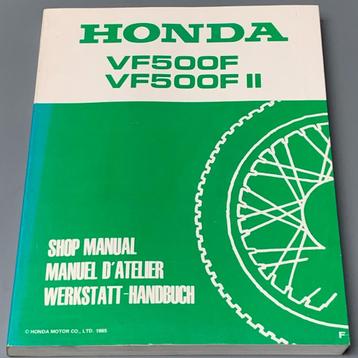 HONDA
VF500F
VF500F II
SHOP MANUAL
MANUEL D'ATELIER
WERKSTATT-HANDBUCH
© HONDA MOTOR CO., LTD. 1985
F